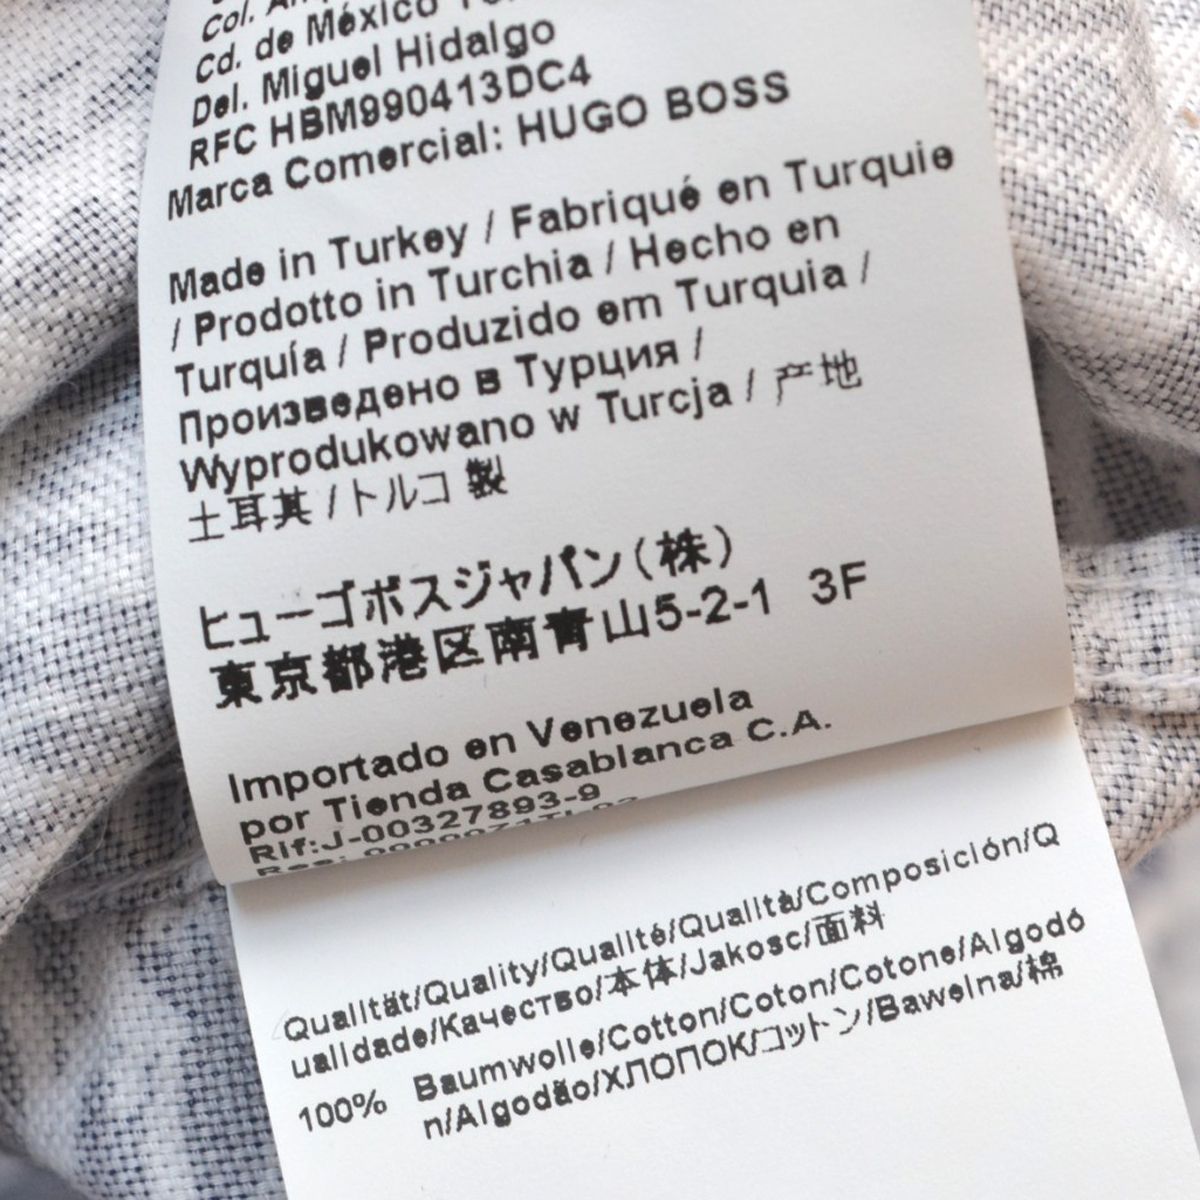 Cd. de México
Del. Miguel Hidalgo
RFC HBM990413DC4
Marca Comercial: HUGO BOSS
Made in Turkey / Fabriqué en Turquie
/ Prodotto in Turchia / Hecho en
Turquía / Produzido em Turquia /
Произведено в Турция /
Wyprodukowano w Turcja / 产地
土耳其 / トルコ 製
ヒューゴボスジャパン(株)
東京都港区南青山5-2-1 3F
Importado en Venezuela
por Tienda Casablanca C.A.
Rif:J-00327893-9
Qualität/Quality/Qualité/Qualità/Composición/Q
ualidade/Качество/本体/Jakosc/面料
100% Baumwolle/Cotton/Coton/Cotone/Algodó
n/Algodão/ХЛОПОК/コットン/Bawelna/棉